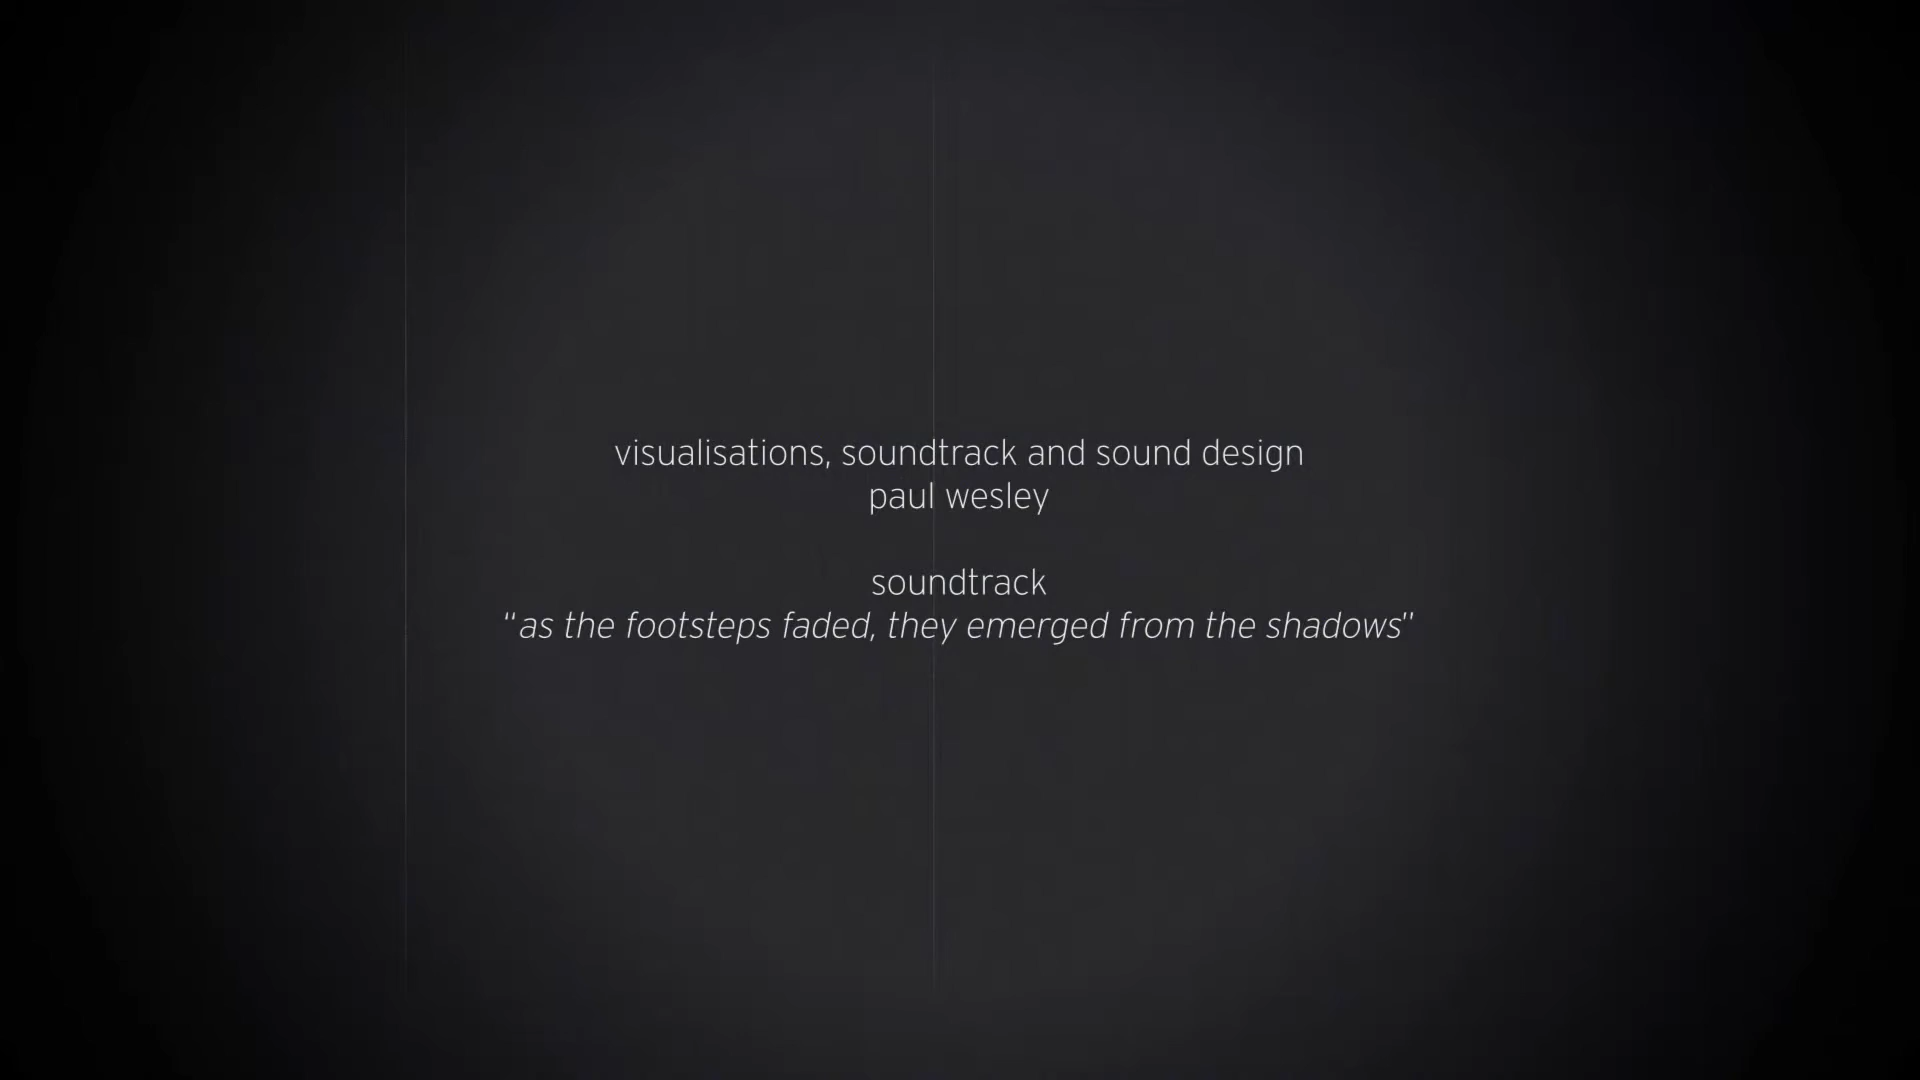 visualisations, soundtrack and sound design
paul wesley
soundtrack
“as the footsteps faded, they emerged from the shadows”